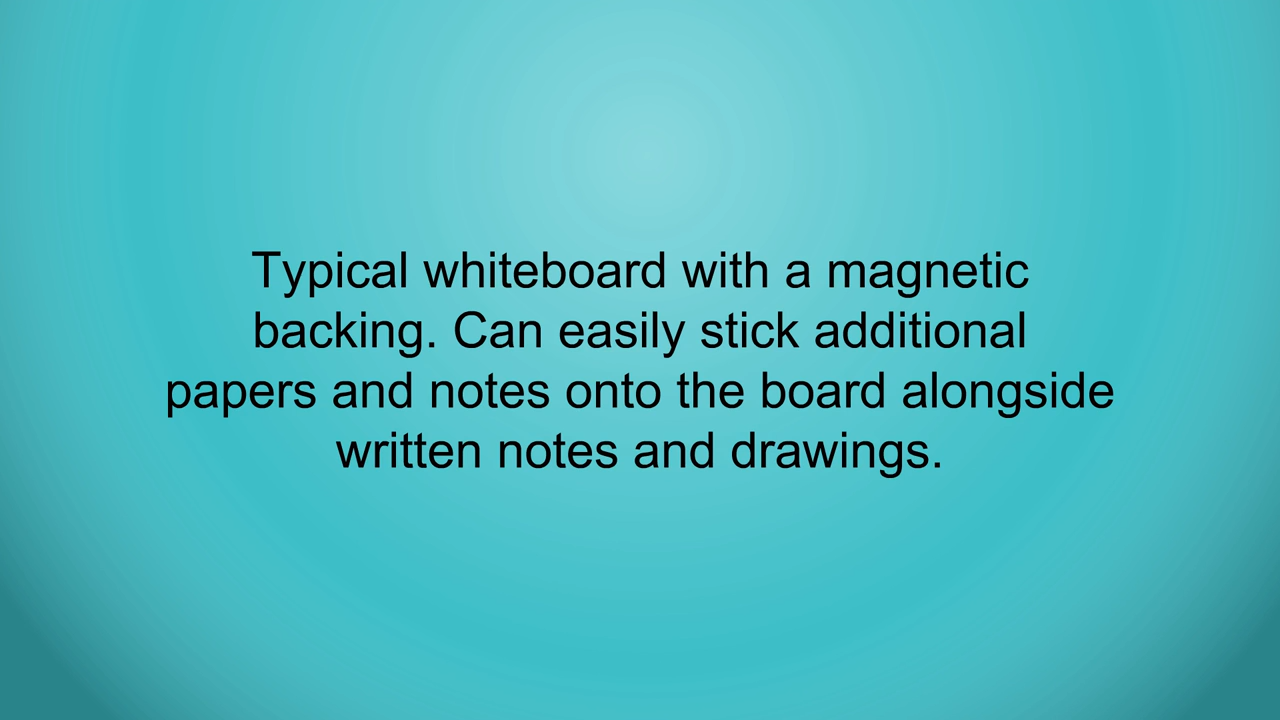 Typical whiteboard with a magnetic
backing. Can easily stick additional
papers and notes onto the board alongside
written notes and drawings.